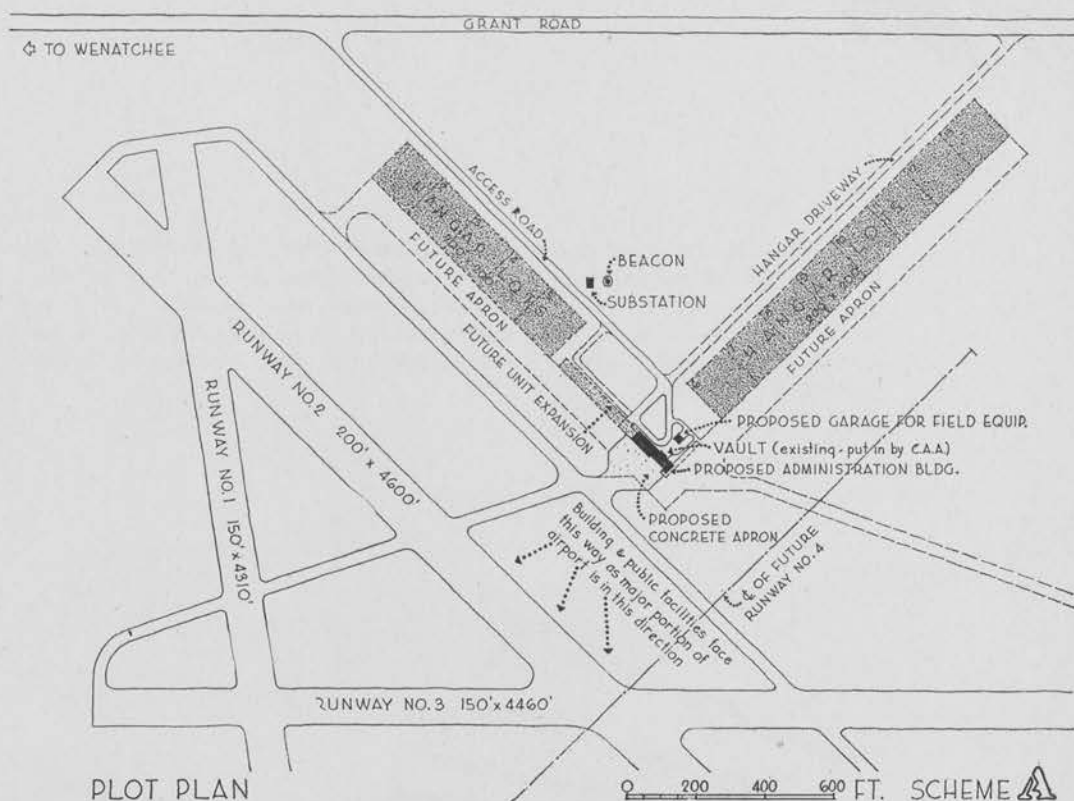 GRANT ROAD
TO WENATCHEE
ACCESS ROAD
HANGAR DRIVEWAY
HANGAR LOTS
HANGAR LOTS
200 x 200
BEACON
SUBSTATION
FUTURE APRON
FUTURE APRON
FUTURE UNIT EXPANSION
RUNWAY NO.2 200' x 4600'
RUNWAY NO.1 150' x 4310'
PROPOSED GARAGE FOR FIELD EQUIP.
VAULT (existing - put in by C.A.A.)
PROPOSED ADMINISTRATION BLDG.
PROPOSED
CONCRETE APRON
Building & public facilities face
this way as major portion of
airport is in this direction
℄ OF FUTURE
RUNWAY NO.4
RUNWAY NO.3 150' x 4460'
PLOT PLAN
0 200 400 600 FT.
SCHEME A